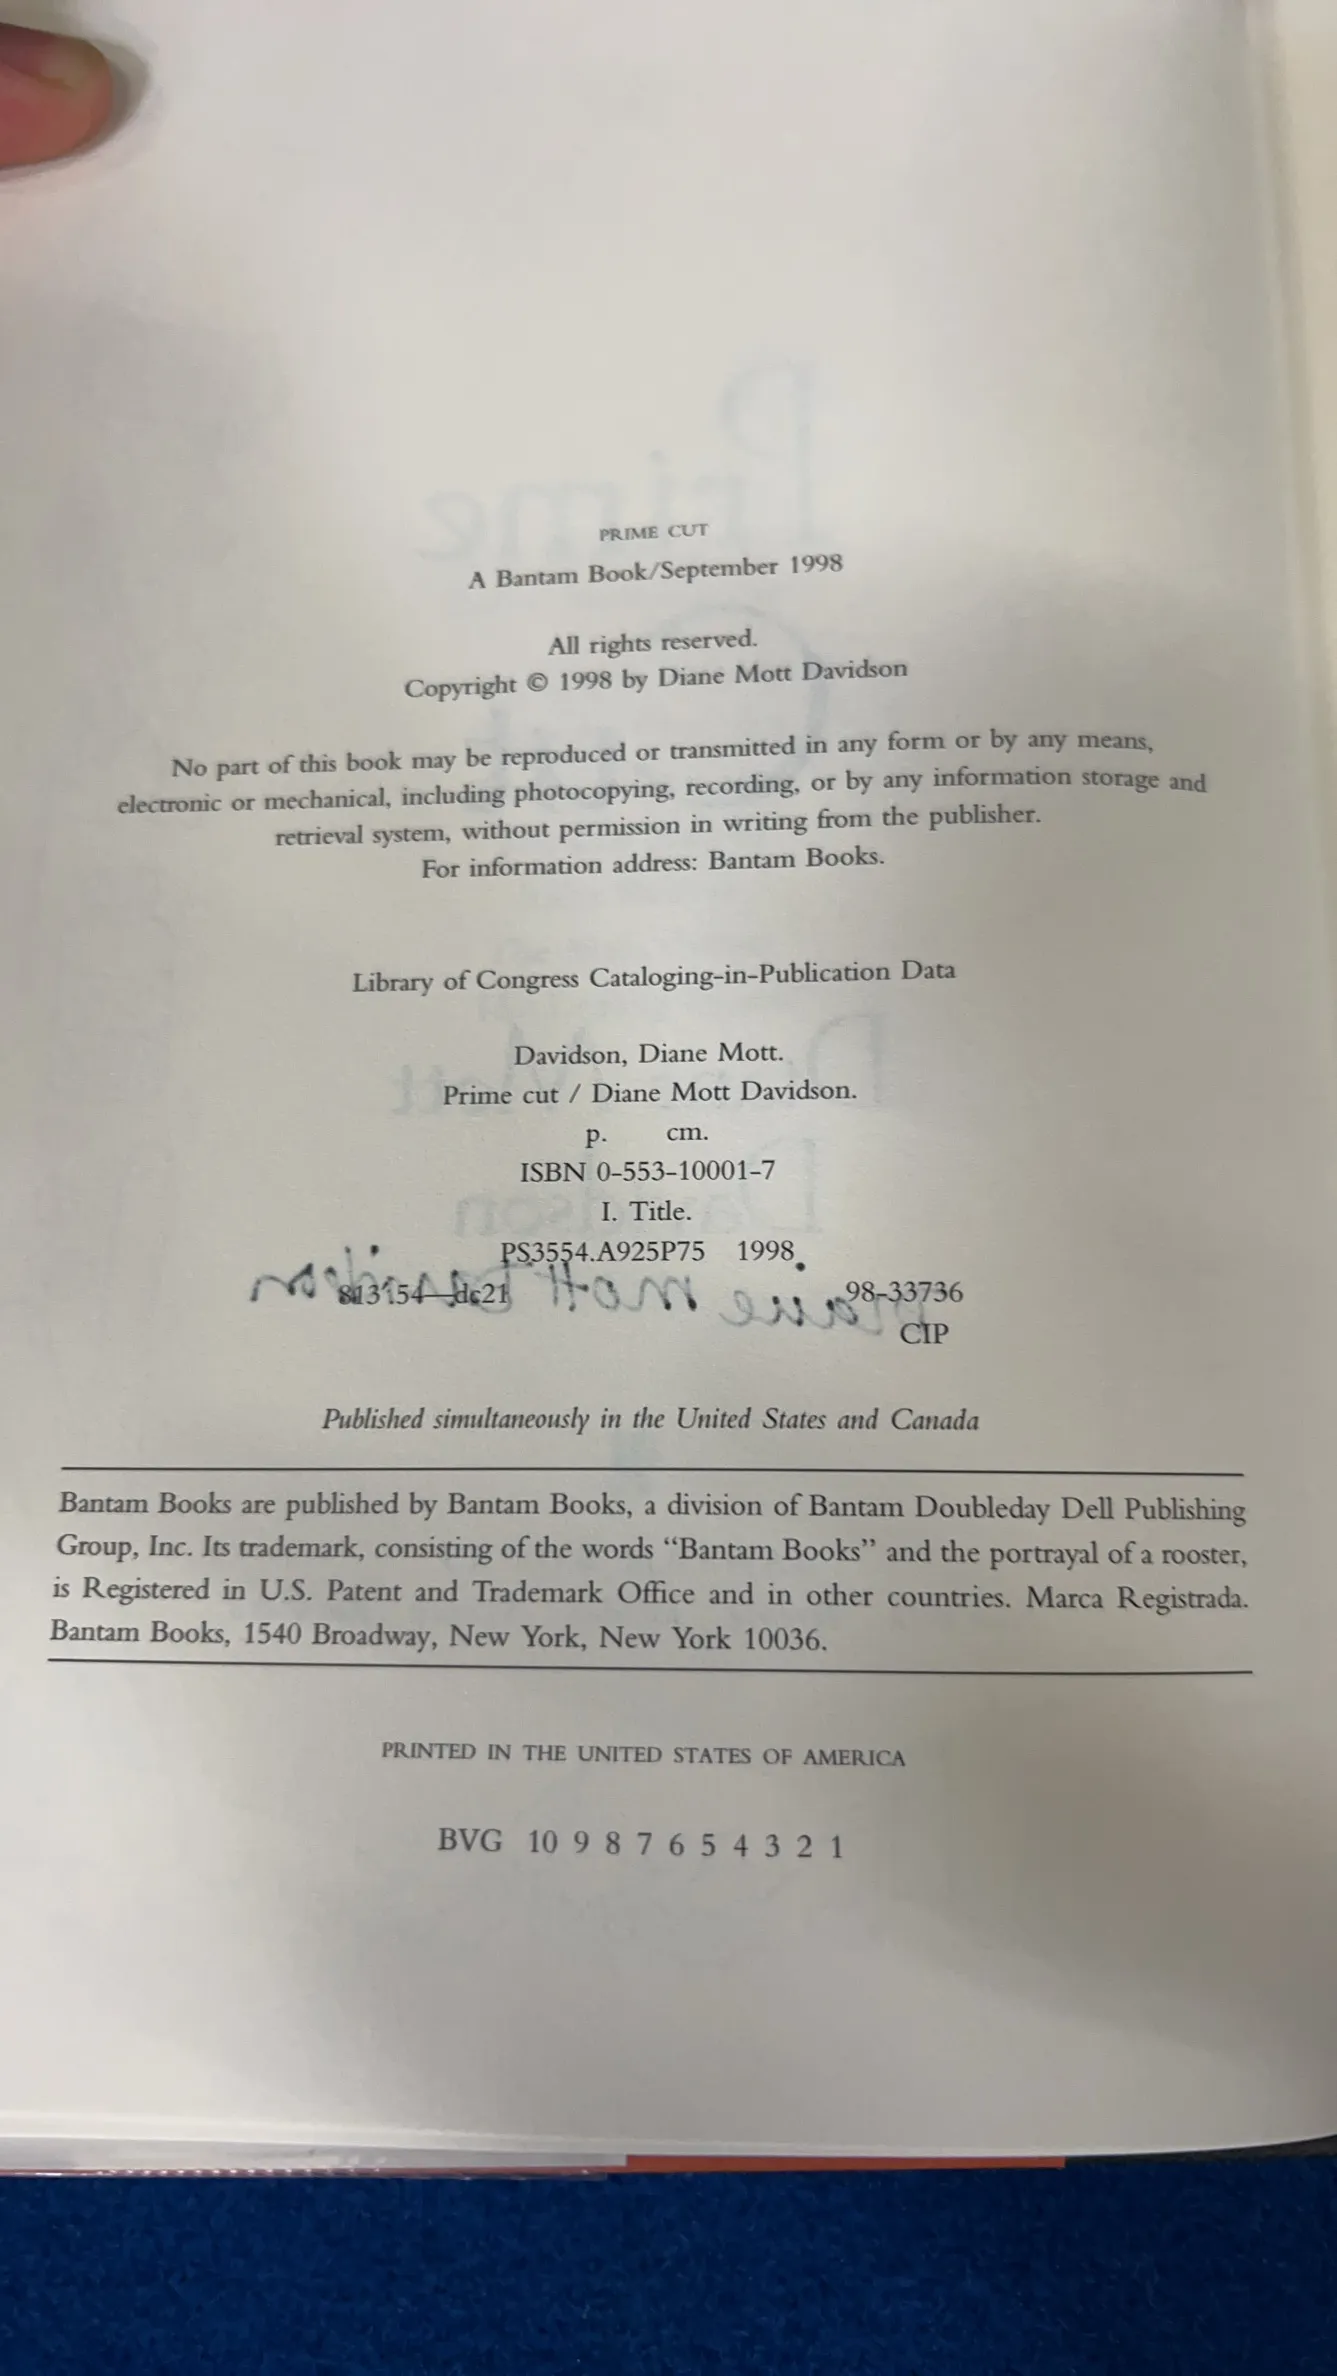 PRIME CUT
A Bantam Book/September 1998
All rights reserved.
Copyright © 1998 by Diane Mott Davidson
No part of this book may be reproduced or transmitted in any form or by any means,
electronic or mechanical, including photocopying, recording, or by any information storage and
retrieval system, without permission in writing from the publisher.
For information address: Bantam Books.
Library of Congress Cataloging-in-Publication Data
Davidson, Diane Mott.
Prime cut / Diane Mott Davidson.
p. cm.
ISBN 0-553-10001-7
I. Title.
PS3554.A925P75 1998
813'.54—dc21 98-33736
CIP
Diane Mott Davidson
Published simultaneously in the United States and Canada
Bantam Books are published by Bantam Books, a division of Bantam Doubleday Dell Publishing
Group, Inc. Its trademark, consisting of the words “Bantam Books” and the portrayal of a rooster,
is Registered in U.S. Patent and Trademark Office and in other countries. Marca Registrada.
Bantam Books, 1540 Broadway, New York, New York 10036.
PRINTED IN THE UNITED STATES OF AMERICA
BVG 10 9 8 7 6 5 4 3 2 1